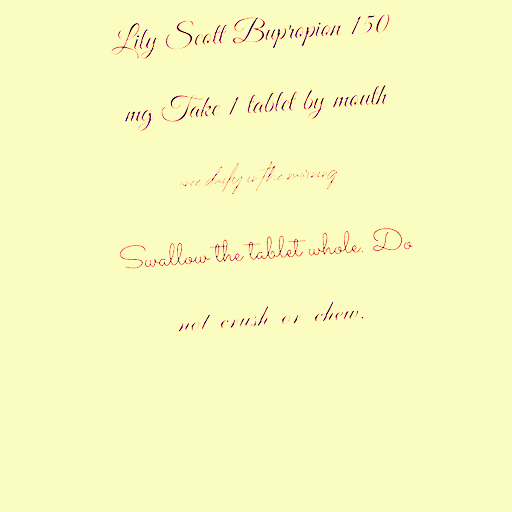 Lily Scott Bupropion 150
mg Take 1 tablet by mouth
once daily in the morning
Swallow the tablet whole. Do
not crush or chew.